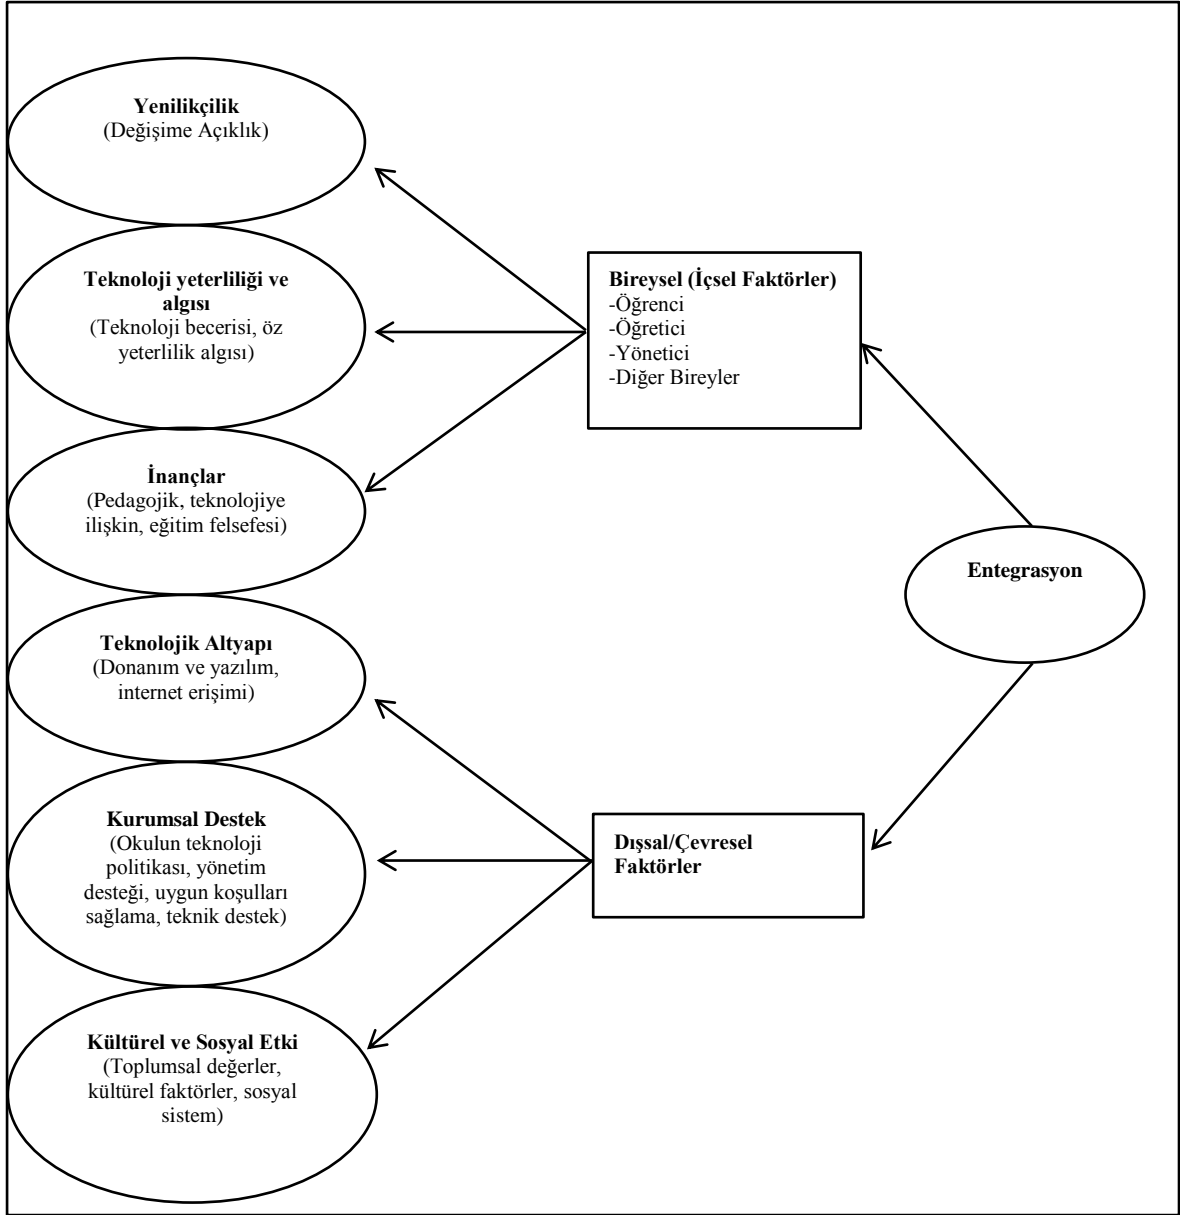 Yenilikçilik
(Değişime Açıklık)
Teknoloji yeterliliği ve
algısı
(Teknoloji becerisi, öz
yeterlilik algısı)
İnançlar
(Pedagojik, teknolojiye
ilişkin, eğitim felsefesi)
Teknolojik Altyapı
(Donanım ve yazılım,
internet erişimi)
Kurumsal Destek
(Okulun teknoloji
politikası, yönetim
desteği, uygun koşulları
sağlama, teknik destek)
Kültürel ve Sosyal Etki
(Toplumsal değerler,
kültürel faktörler, sosyal
sistem)
Bireysel (İçsel Faktörler)
-Öğrenci
-Öğretici
-Yönetici
-Diğer Bireyler
Dışsal/Çevresel
Faktörler
Entegrasyon